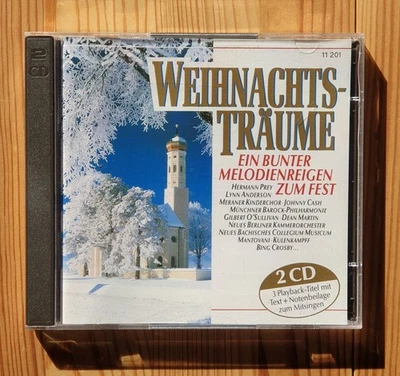 11 201
WEIHNACHTS-
TRÄUME
EIN BUNTER
MELODIENREIGEN
ZUM FEST
HERMANN PREY
LYNN ANDERSON
MERANER KINDERCHOR · JOHNNY CASH
MÜNCHNER BAROCK-PHILHARMONIE
GILBERT O'SULLIVAN · DEAN MARTIN
NEUES BERLINER KAMMERORCHESTER
NEUES BACHISCHES COLLEGIUM MUSICUM
MANTOVANI · KULENKAMPFF
BING CROSBY...
2 CD
3 Playback-Titel mit
Text + Notenbeilage
zum Mitsingen